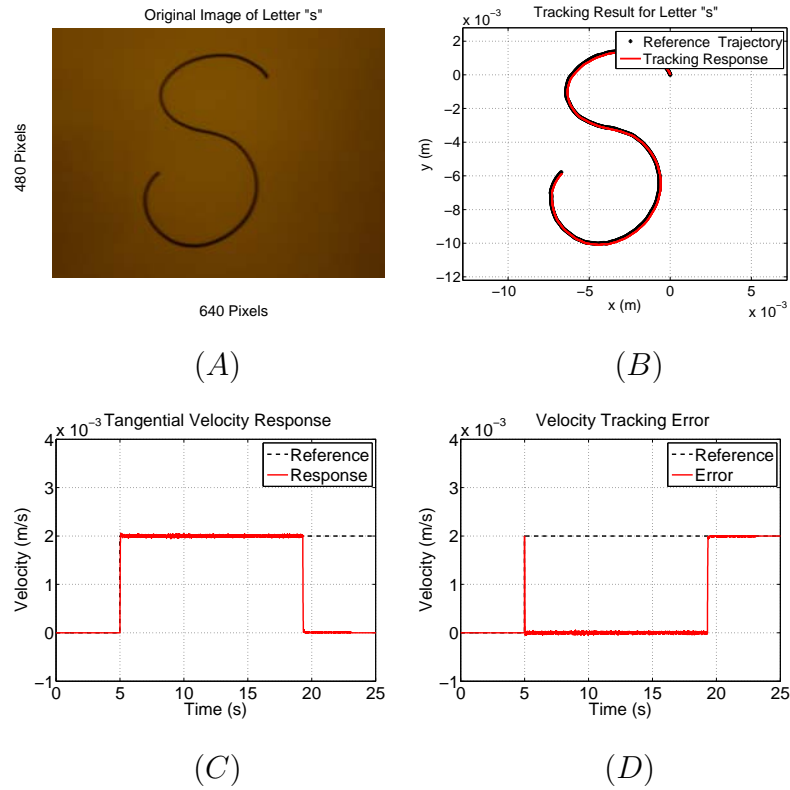 Original Image of Letter "s"
480 Pixels
640 Pixels
(A)
Tracking Result for Letter "s"
x 10⁻³
Reference Trajectory
Tracking Response
2
0
−2
−4
−6
−8
−10
−12
y (m)
−10 −5 0
x (m)
x 10⁻³
(B)
x 10⁻³
Tangential Velocity Response
Reference
Response
4
3
2
1
0
−1
Velocity (m/s)
0 5 10 15 20 25
Time (s)
(C)
x 10⁻³
Velocity Tracking Error
Reference
Error
4
3
2
1
0
−1
Velocity (m/s)
0 5 10 15 20 25
Time (s)
(D)